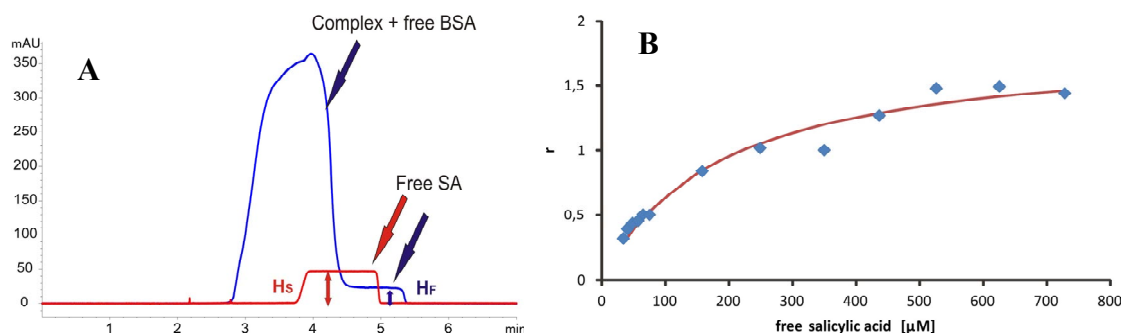 A
mAU
Complex + free BSA
350
300
250
200
150
100
50
0
Free SA
Hs
HF
1
2
3
4
5
6
min
B
r
1,5
1
0,5
0
0
100
200
300
400
500
600
700
800
free salicylic acid [µM]